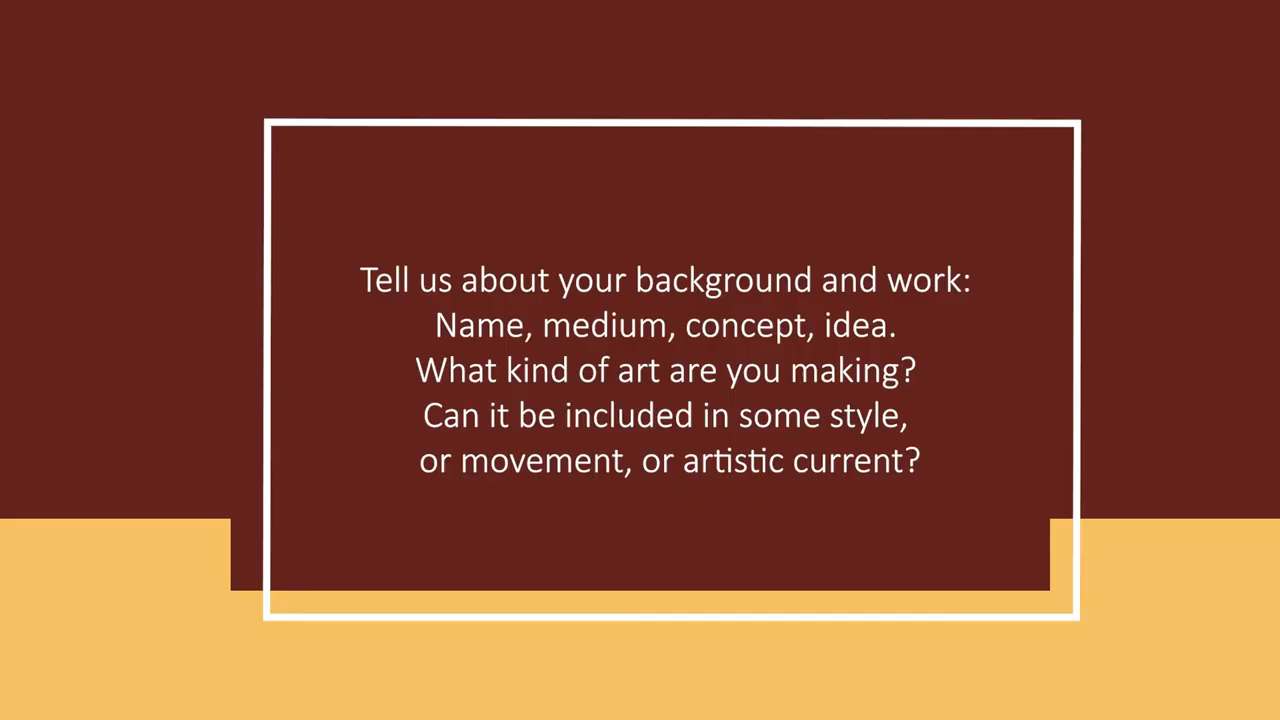 Tell us about your background and work:
Name, medium, concept, idea.
What kind of art are you making?
Can it be included in some style,
or movement, or artistic current?